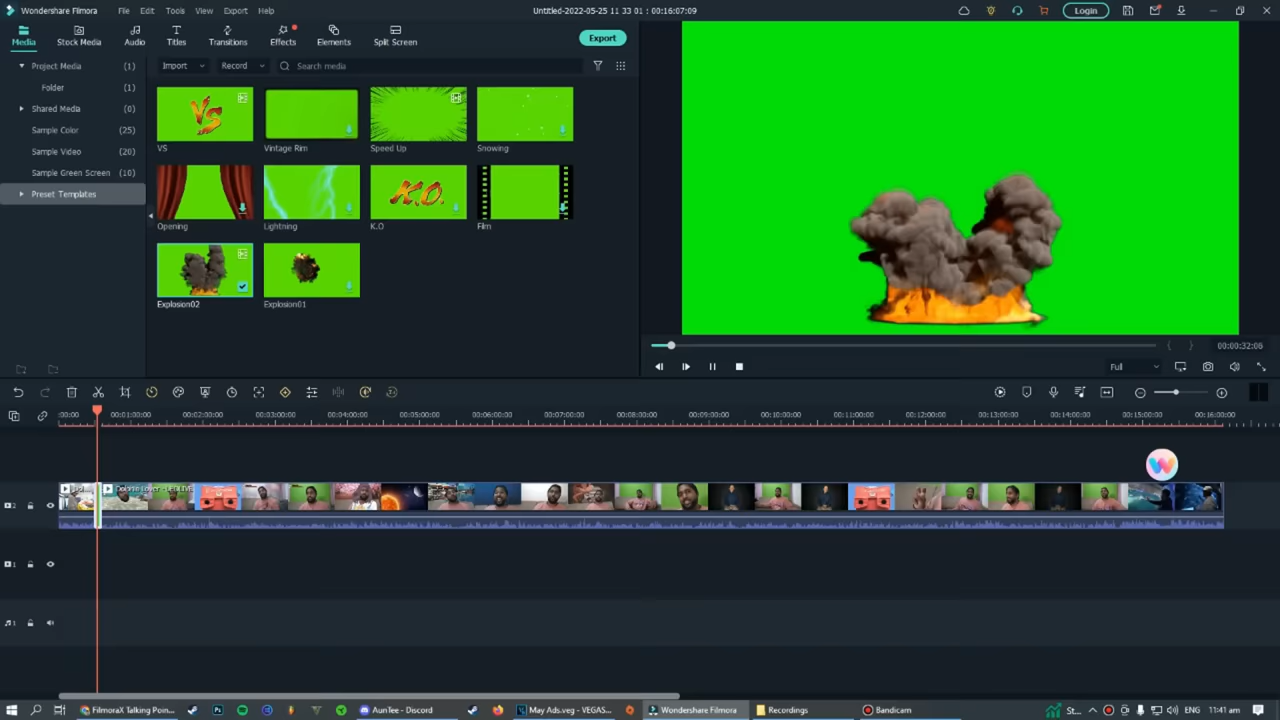 Wondershare Filmora
File
Edit
Tools
View
Export
Help
Untitled-2022-05-25 11 33 01 : 00:16:07:09
Login
Media
Stock Media
Audio
Titles
Transitions
Effects
Elements
Split Screen
Export
Project Media (1)
Folder (1)
Shared Media (0)
Sample Color (25)
Sample Video (20)
Sample Green Screen (10)
Preset Templates
Import
Record
Search media
VS
VS
Vintage Rim
Speed Up
Snowing
K.O.
Opening
Lightning
K.O
Film
Explosion02
Explosion01
00:00:32:06
Full
:00:00
00:01:00:00
00:02:00:00
00:03:00:00
00:04:00:00
00:05:00:00
00:06:00:00
00:07:00:00
00:08:00:00
00:09:00:00
00:10:00:00
00:11:00:00
00:12:00:00
00:13:00:00
00:14:00:00
00:15:00:00
00:16:00:00
2
1
1
FilmoraX Talking Poin...
AunTee - Discord
May Ads.veg - VEGAS...
Wondershare Filmora
Recordings
Bandicam
St...
ENG
11:41 am